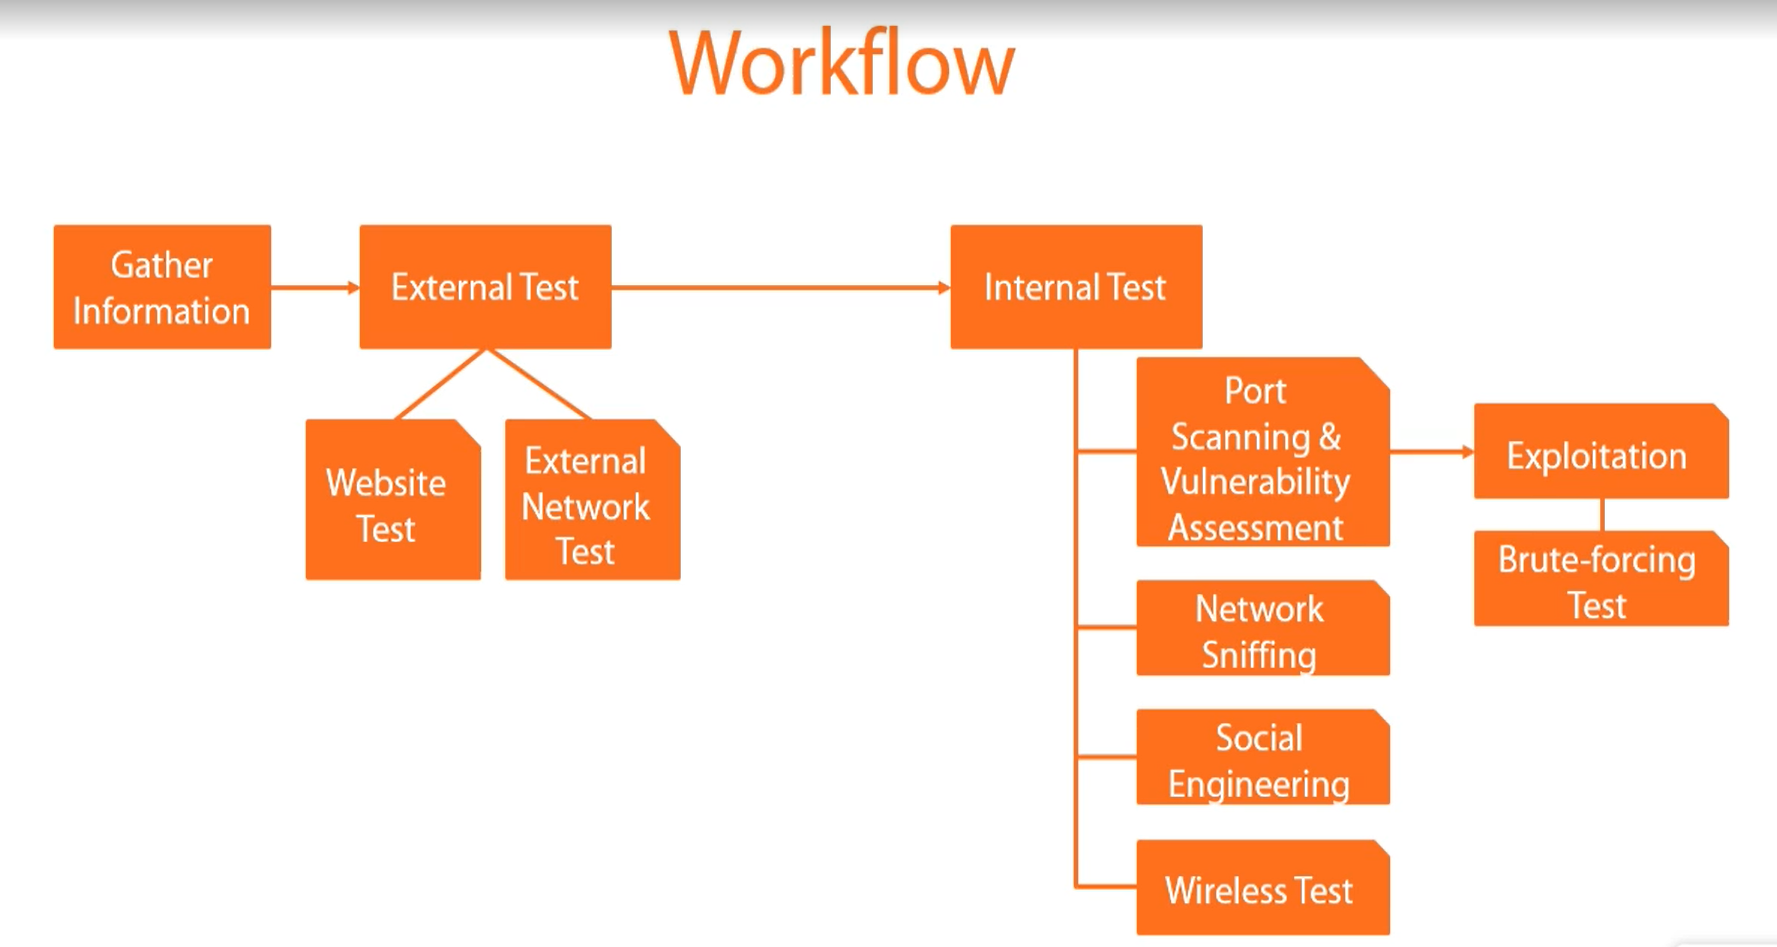 Workflow
Gather
Information
External Test
Internal Test
Website
Test
External
Network
Test
Port
Scanning &
Vulnerability
Assessment
Exploitation
Brute-forcing
Test
Network
Sniffing
Social
Engineering
Wireless Test